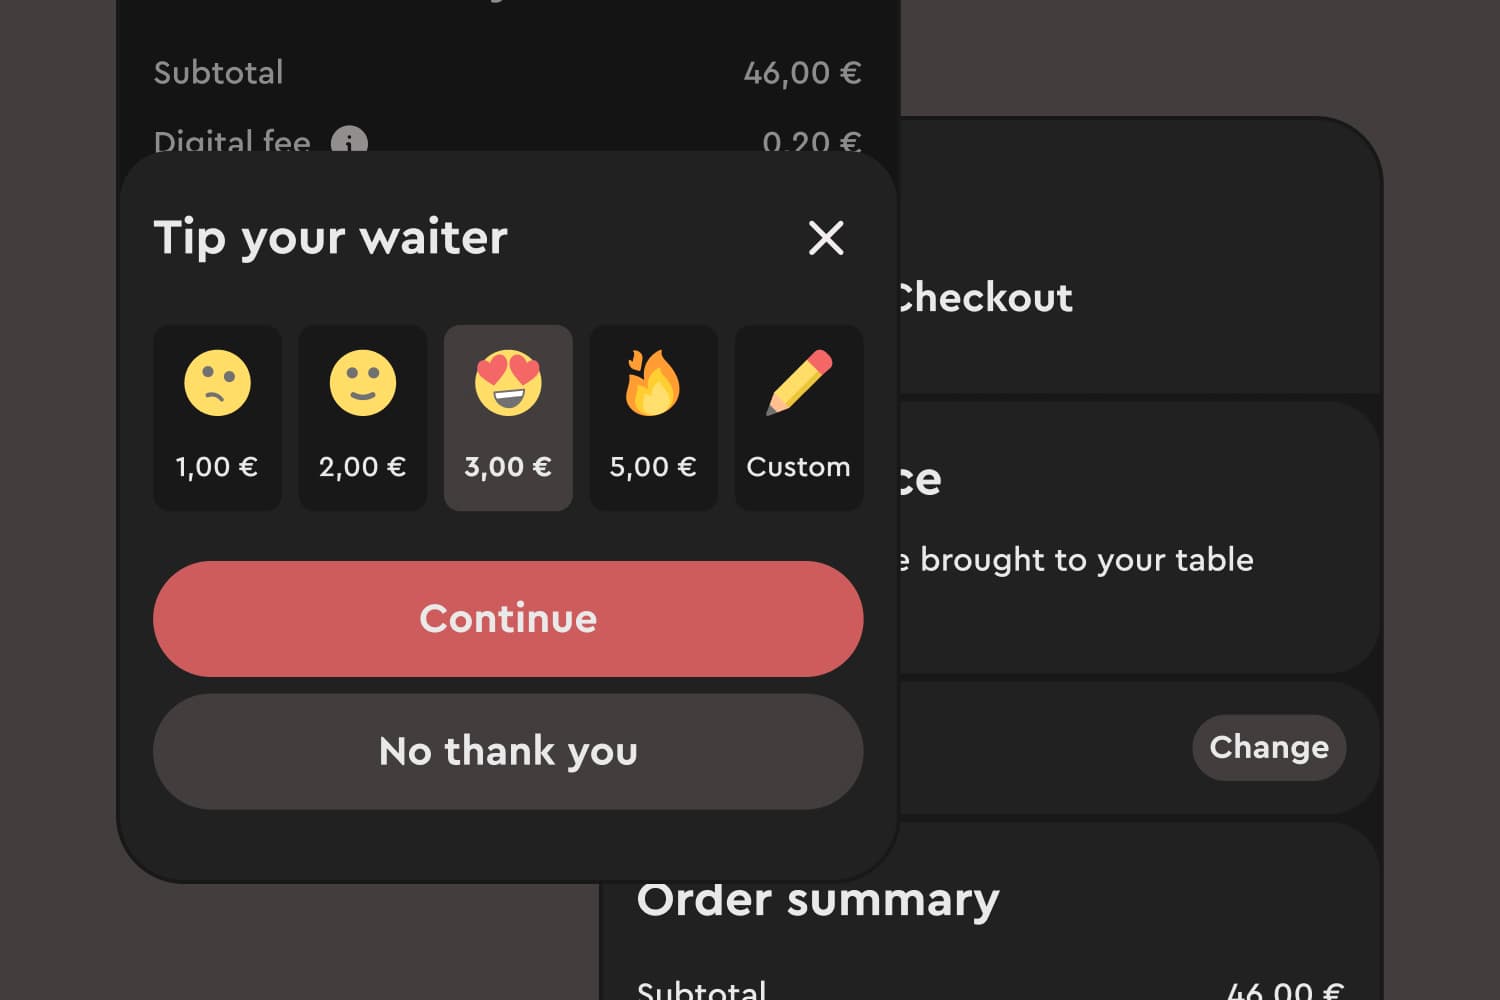 Subtotal 46,00 €
Digital fee 0,20 €
Tip your waiter
1,00 € 2,00 € 3,00 € 5,00 € Custom
Continue
No thank you
Checkout
brought to your table
Change
Order summary
Subtotal 46,00 €